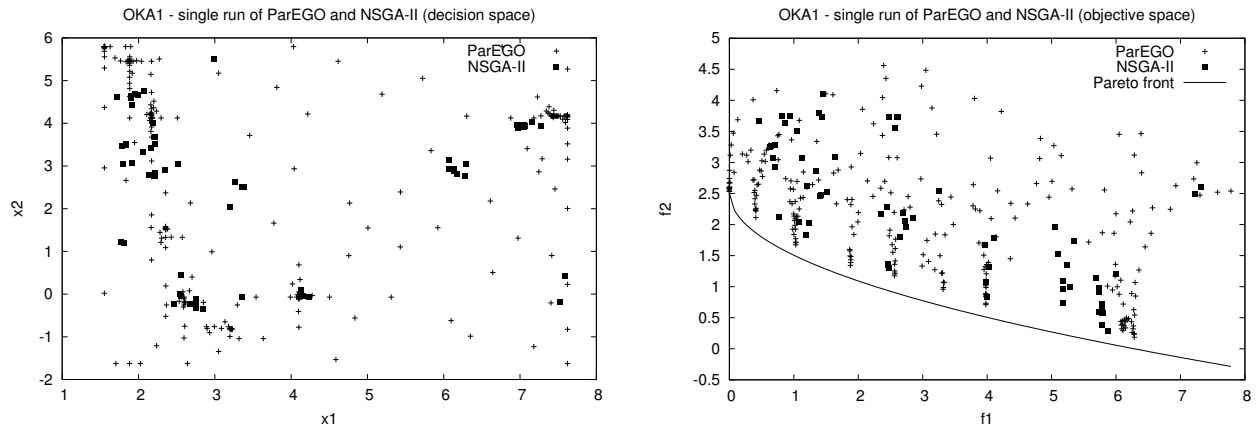 OKA1 - single run of ParEGO and NSGA-II (decision space)
6
5
4
3
2
1
0
-1
-2
x2
ParEGO
NSGA-II
1 2 3 4 5 6 7 8
x1
OKA1 - single run of ParEGO and NSGA-II (objective space)
5
4.5
4
3.5
3
2.5
2
1.5
1
0.5
0
-0.5
f2
ParEGO
NSGA-II
Pareto front
0 1 2 3 4 5 6 7 8
f1